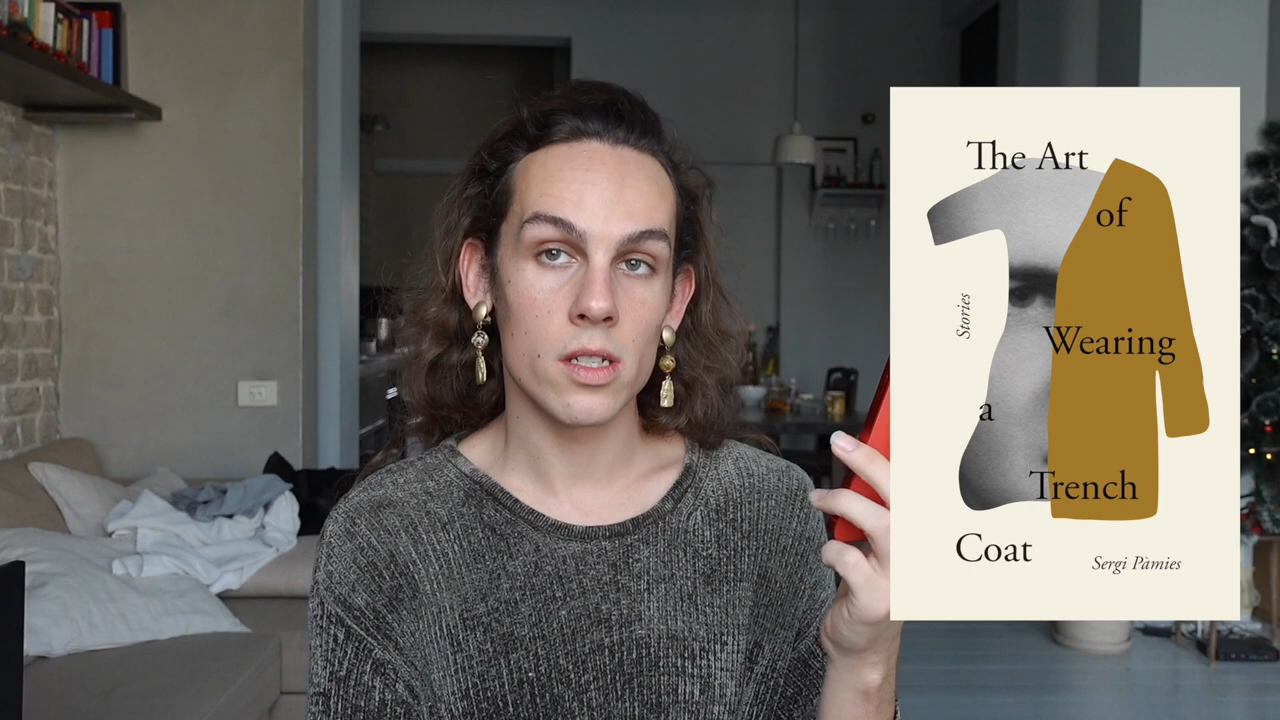 The Art
of
Stories
Wearing
a
Trench
Coat
Sergi Pàmies